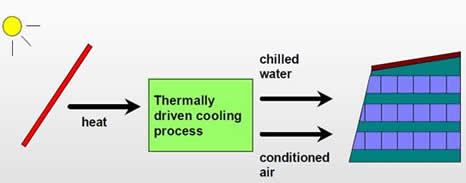 heat
Thermally
driven cooling
process
chilled
water
conditioned
air